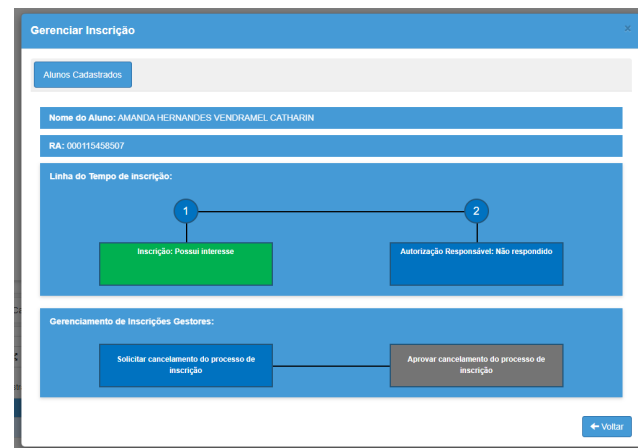 Gerenciar Inscrição
×
Alunos Cadastrados
Nome do Aluno: AMANDA HERNANDES VENDRAMEL CATHARIN
RA: 000115458507
Linha do Tempo de inscrição:
1
2
Inscrição: Possui interesse
Autorização Responsável: Não respondido
Gerenciamento de Inscrições Gestores:
Solicitar cancelamento do processo de
inscrição
Aprovar cancelamento do processo de
inscrição
Voltar